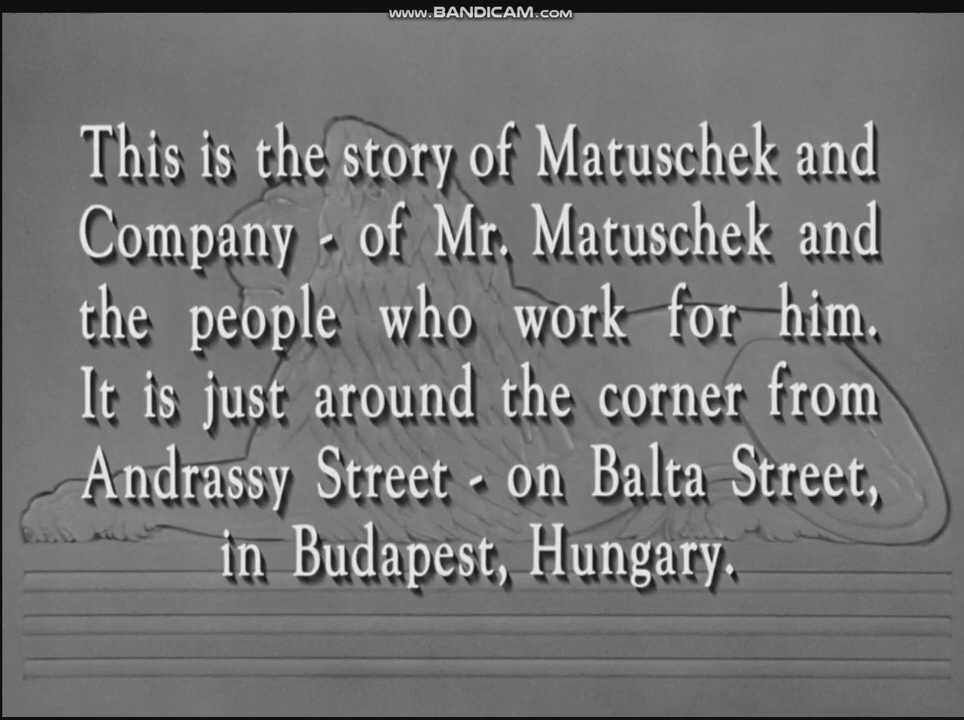 www.BANDICAM.com
This is the story of Matuschek and
Company - of Mr. Matuschek and
the people who work for him.
It is just around the corner from
Andrassy Street - on Balta Street,
in Budapest, Hungary.